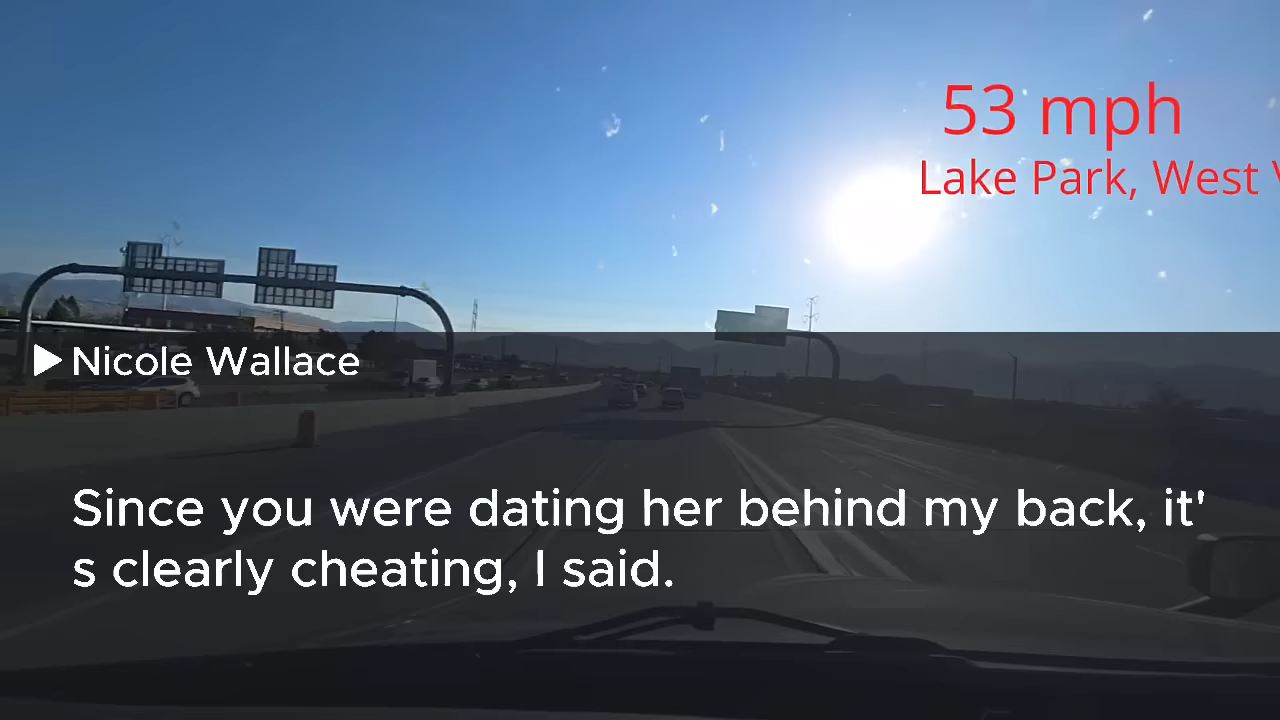 53 mph
Lake Park, West
Nicole Wallace
Since you were dating her behind my back, it'
s clearly cheating, I said.